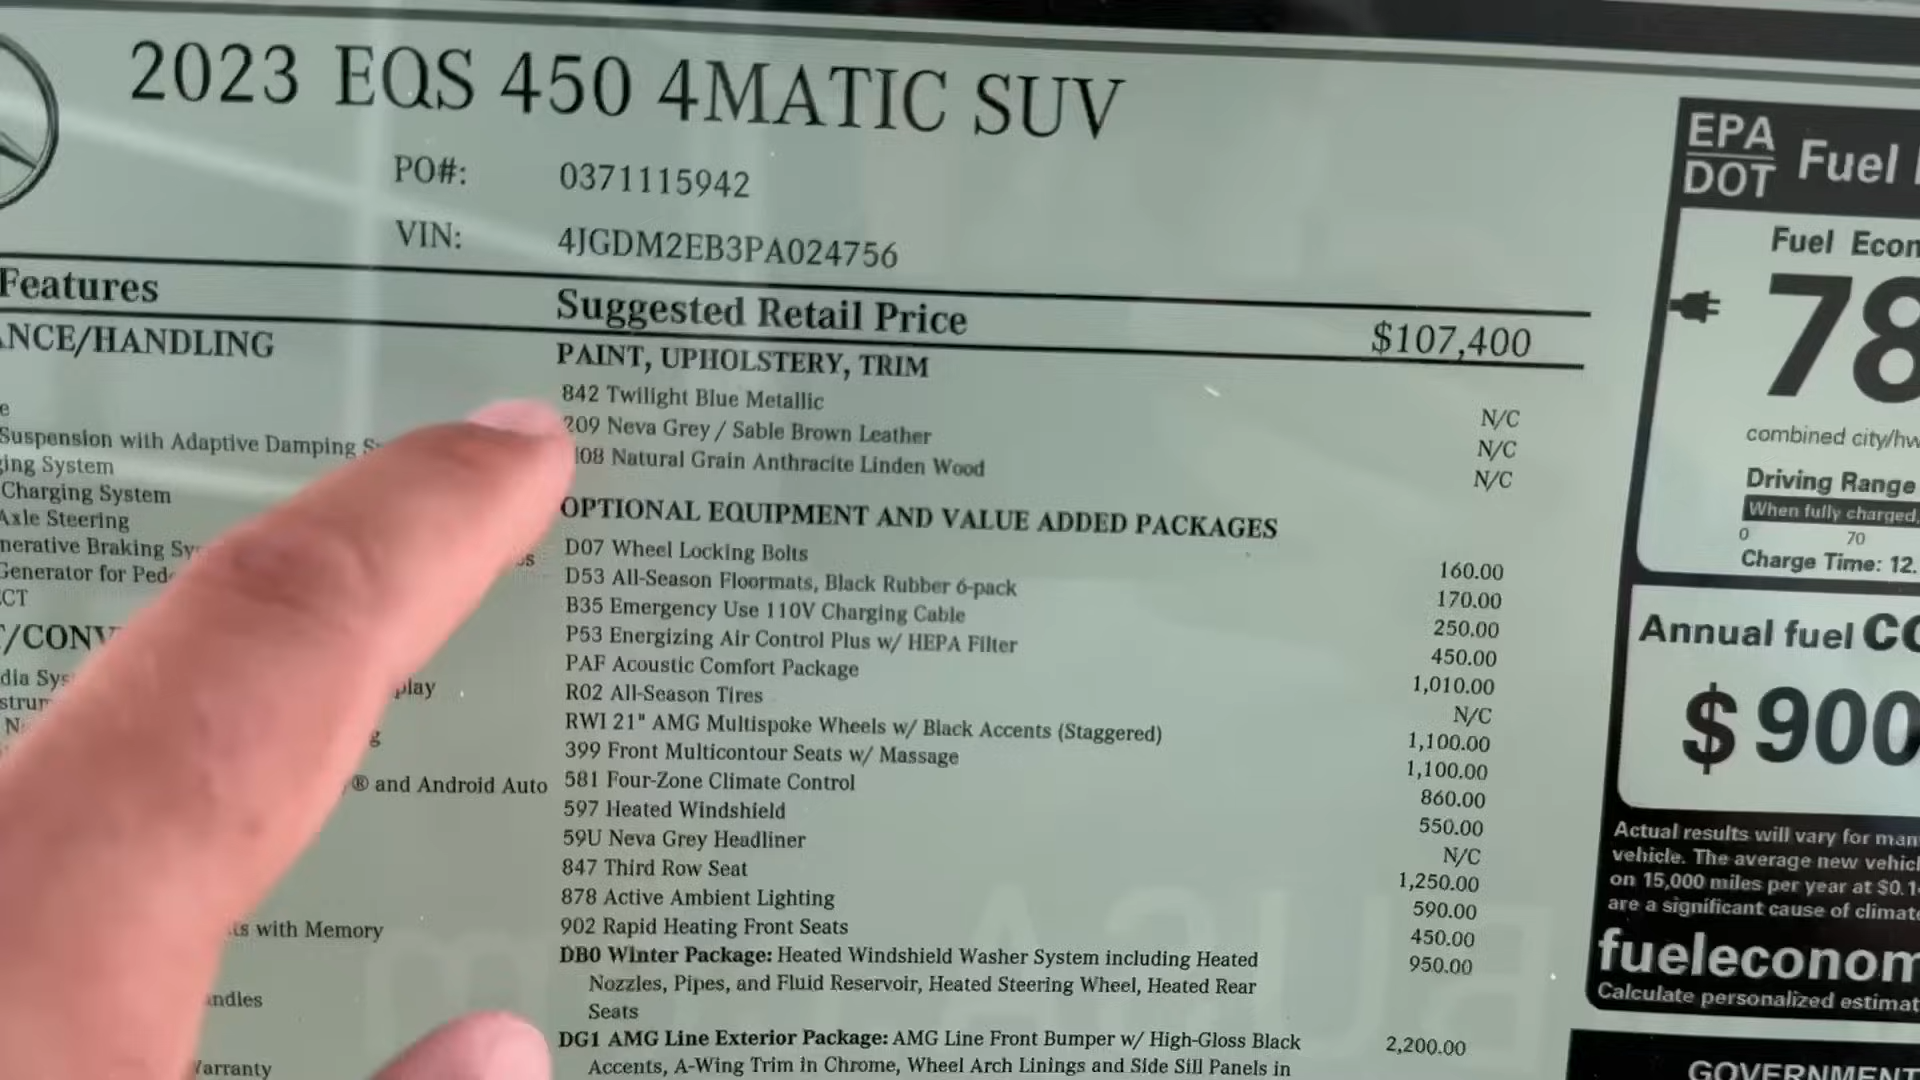 2023 EQS 450 4MATIC SUV
PO#: 0371115942
VIN: 4JGDM2EB3PA024756
Features
ANCE/HANDLING
Suspension with Adaptive Damping
ging System
Charging System
Axle Steering
nerative Braking
Generator for
/CONV
and Android Auto
with Memory
andles
Warranty
Suggested Retail Price $107,400
PAINT, UPHOLSTERY, TRIM
842 Twilight Blue Metallic N/C
209 Neva Grey / Sable Brown Leather N/C
08 Natural Grain Anthracite Linden Wood N/C
OPTIONAL EQUIPMENT AND VALUE ADDED PACKAGES
D07 Wheel Locking Bolts 160.00
D53 All-Season Floormats, Black Rubber 6-pack 170.00
B35 Emergency Use 110V Charging Cable 250.00
P53 Energizing Air Control Plus w/ HEPA Filter 450.00
PAF Acoustic Comfort Package 1,010.00
R02 All-Season Tires N/C
RWI 21" AMG Multispoke Wheels w/ Black Accents (Staggered) 1,100.00
399 Front Multicontour Seats w/ Massage 1,100.00
581 Four-Zone Climate Control 860.00
597 Heated Windshield 550.00
59U Neva Grey Headliner N/C
847 Third Row Seat 1,250.00
878 Active Ambient Lighting 590.00
902 Rapid Heating Front Seats 450.00
DB0 Winter Package: Heated Windshield Washer System including Heated 950.00
Nozzles, Pipes, and Fluid Reservoir, Heated Steering Wheel, Heated Rear
Seats
DG1 AMG Line Exterior Package: AMG Line Front Bumper w/ High-Gloss Black 2,200.00
Accents, A-Wing Trim in Chrome, Wheel Arch Linings and Side Sill Panels in
EPA
DOT
Fuel
Fuel Econ
78
combined city/hw
Driving Range
When fully charged,
0 70
Charge Time: 12.
Annual fuel CO
$900
Actual results will vary for man
vehicle. The average new vehicl
on 15,000 miles per year at $0.1
are a significant cause of climate
fueleconom
Calculate personalized estimat
GOVERNMENT